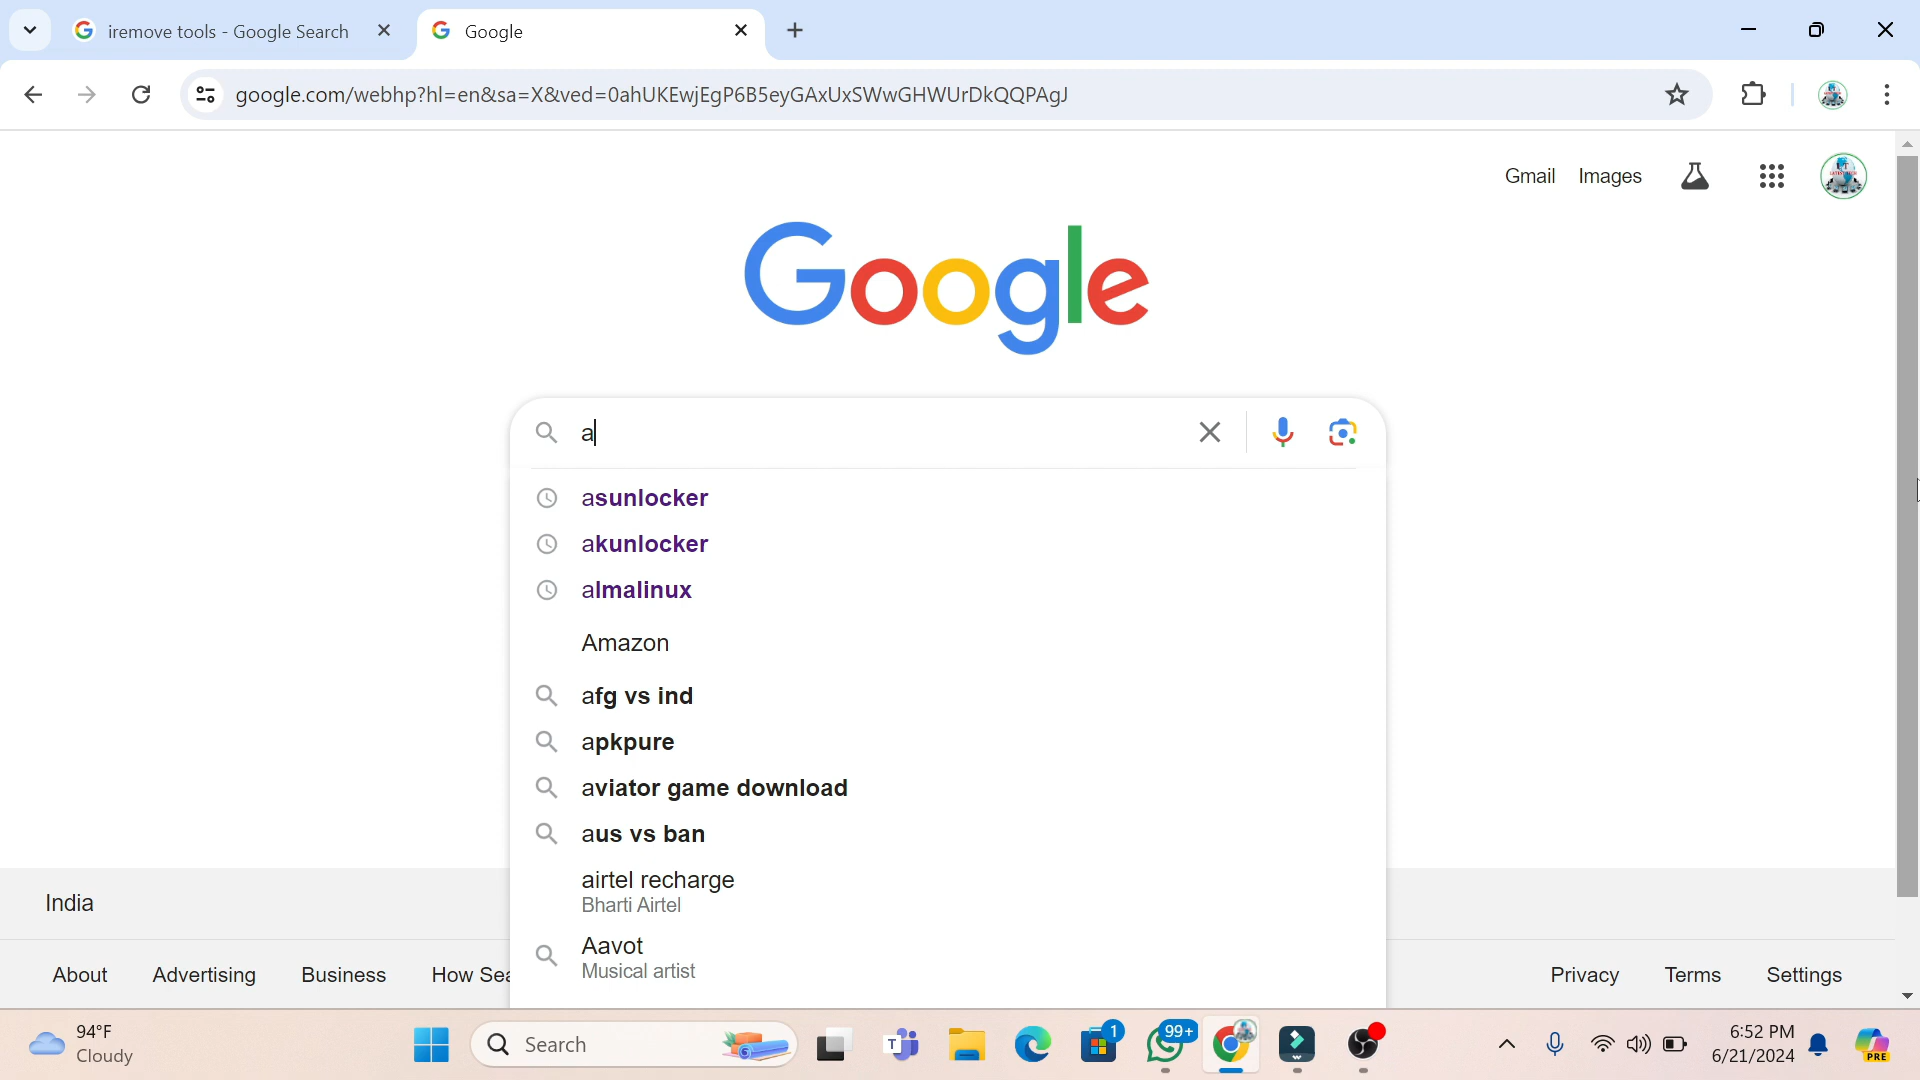 iremove tools - Google Search
Google
google.com/webhp?hl=en&sa=X&ved=0ahUKEwjEgP6B5eyGAxUxSWwGHWUrDkQQPAgJ
Gmail Images
Google
a
asunlocker
akunlocker
almalinux
Amazon
afg vs ind
apkpure
aviator game download
aus vs ban
airtel recharge
Bharti Airtel
Aavot
Musical artist
India
About Advertising Business How Sea
Privacy Terms Settings
94°F
Cloudy
Search
T
1
99+
6:52 PM
6/21/2024
PRE